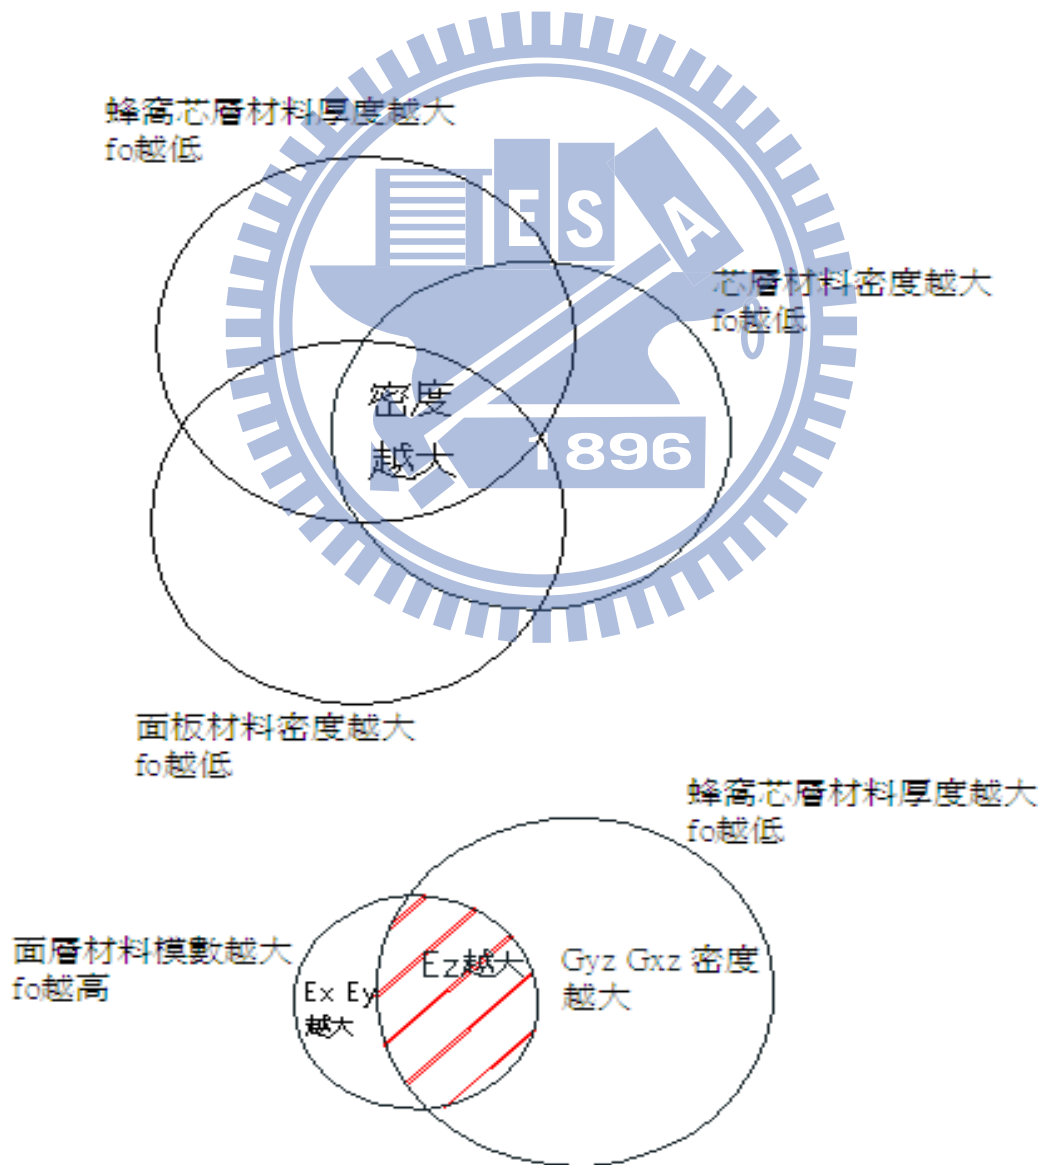 蜂窩芯層材料厚度越大
fo越低
E S A
芯層材料密度越大
fo越低
密度
越大
1896
面板材料密度越大
fo越低
蜂窩芯層材料厚度越大
fo越低
面層材料模數越大
fo越高
Ez越大
Gyz Gxz 密度
越大
Ex Ey
越大